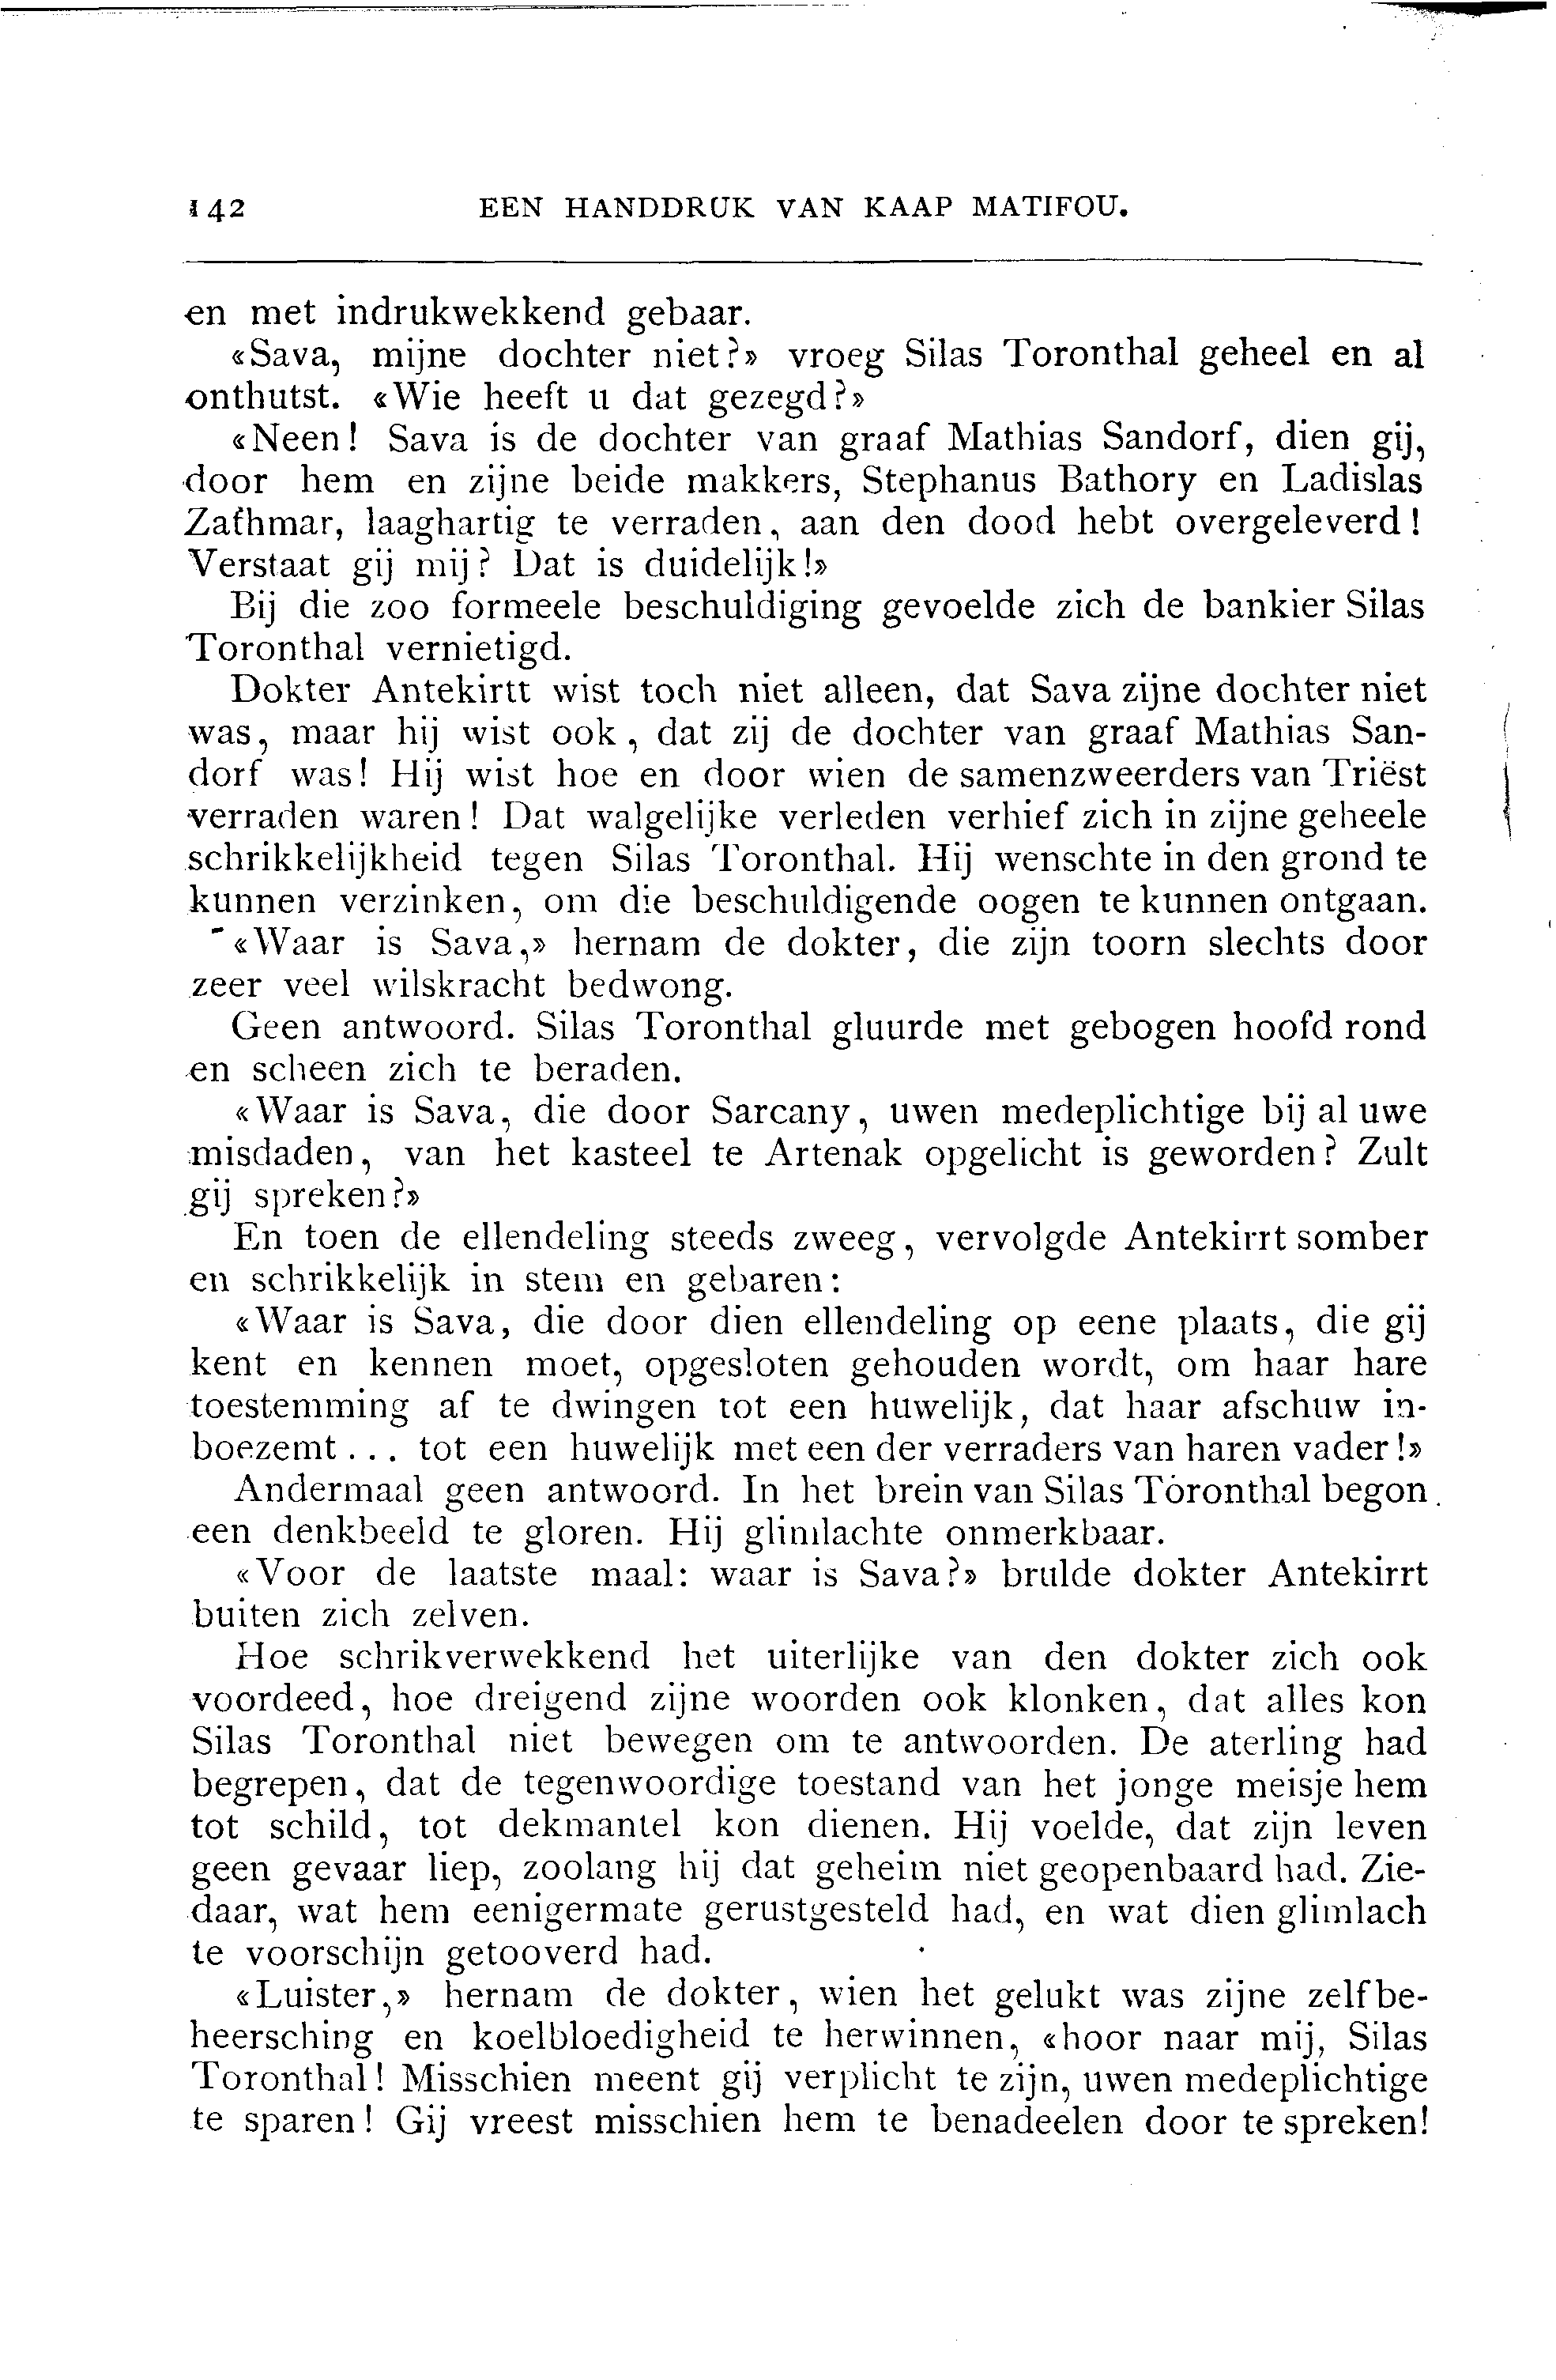 142 EEN HANDDRUK VAN KAAP MATIFOU.
en met indrukwekkend gebaar.
«Sava, mijne dochter niet?» vroeg Silas Toronthal geheel en al
onthutst. «Wie heeft u dat gezegd?»
«Neen! Sava is de dochter van graaf Mathias Sandorf, dien gij,
door hem en zijne beide makkers, Stephanus Bathory en Ladislas
Zathmar, laaghartig te verraden, aan den dood hebt overgeleverd!
Verstaat gij mij? Dat is duidelijk!»
Bij die zoo formeele beschuldiging gevoelde zich de bankier Silas
Toronthal vernietigd.
Dokter Antekirtt wist toch niet alleen, dat Sava zijne dochter niet
was, maar hij wist ook, dat zij de dochter van graaf Mathias San-
dorf was! Hij wist hoe en door wien de samenzweerders van Triëst
verraden waren! Dat walgelijke verleden verhief zich in zijne geheele
schrikkelijkheid tegen Silas Toronthal. Hij wenschte in den grond te
kunnen verzinken, om die beschuldigende oogen te kunnen ontgaan.
«Waar is Sava,» hernam de dokter, die zijn toorn slechts door
zeer veel wilskracht bedwong.
Geen antwoord. Silas Toronthal gluurde met gebogen hoofd rond
en scheen zich te beraden.
«Waar is Sava, die door Sarcany, uwen medeplichtige bij al uwe
misdaden, van het kasteel te Artenak opgelicht is geworden? Zult
gij spreken?»
En toen de ellendeling steeds zweeg, vervolgde Antekirrt somber
en schrikkelijk in stem en gebaren:
«Waar is Sava, die door dien ellendeling op eene plaats, die gij
kent en kennen moet, opgesloten gehouden wordt, om haar hare
toestemming af te dwingen tot een huwelijk, dat haar afschuw in-
boezemt... tot een huwelijk met een der verraders van haren vader!»
Andermaal geen antwoord. In het brein van Silas Toronthal begon
een denkbeeld te gloren. Hij glimlachte onmerkbaar.
«Voor de laatste maal: waar is Sava?» brulde dokter Antekirrt
buiten zich zelven.
Hoe schrikverwekkend het uiterlijke van den dokter zich ook
voordeed, hoe dreigend zijne woorden ook klonken, dat alles kon
Silas Toronthal niet bewegen om te antwoorden. De aterling had
begrepen, dat de tegenwoordige toestand van het jonge meisje hem
tot schild, tot dekmantel kon dienen. Hij voelde, dat zijn leven
geen gevaar liep, zoolang hij dat geheim niet geopenbaard had. Zie-
daar, wat hem eenigermate gerustgesteld had, en wat dien glimlach
te voorschijn getooverd had.
«Luister,» hernam de dokter, wien het gelukt was zijne zelfbe-
heersching en koelbloedigheid te herwinnen, «hoor naar mij, Silas
Toronthal! Misschien meent gij verplicht te zijn, uwen medeplichtige
te sparen! Gij vreest misschien hem te benadeelen door te spreken!